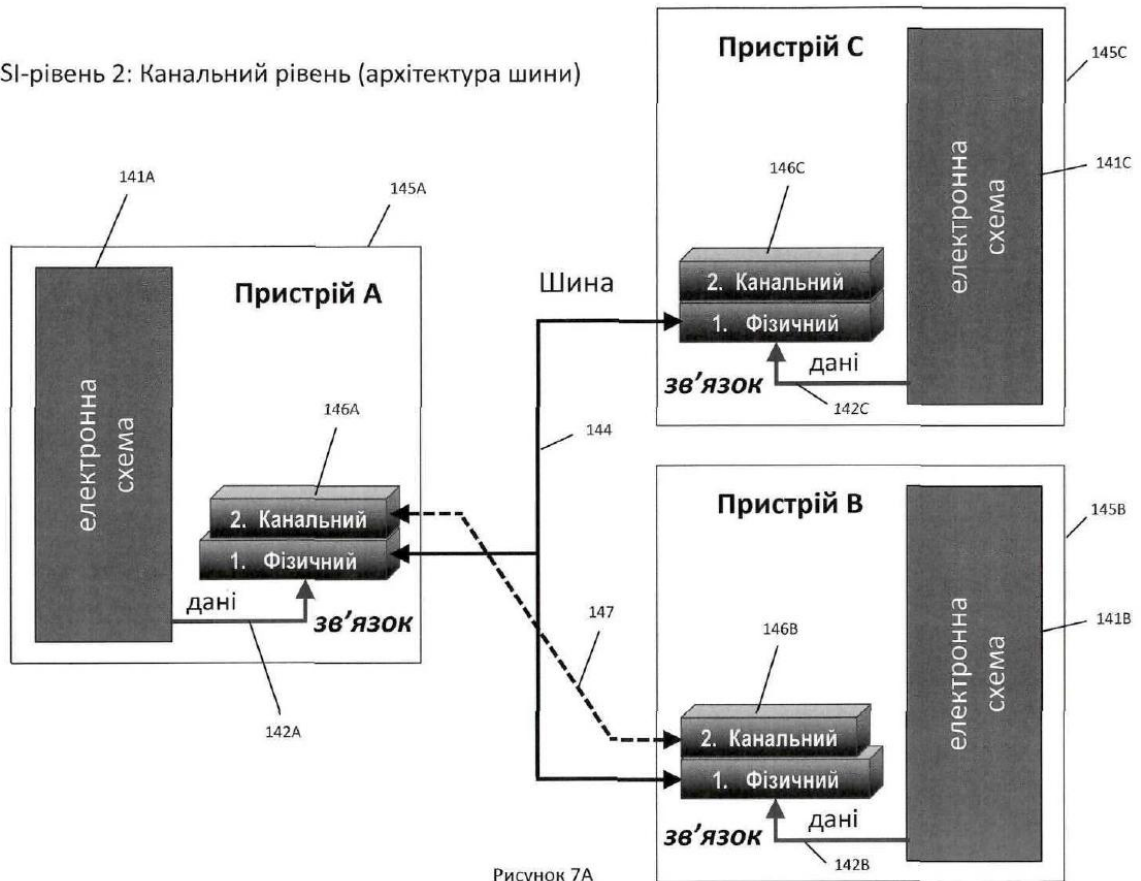 SI-рівень 2: Канальний рівень (архітектура шини)
141A
145A
електронна
схема
Пристрій А
146A
2. Канальний
1. Фізичний
дані
зв’язок
142A
Шина
144
147
Пристрій С
145C
141C
146C
електронна
схема
2. Канальний
1. Фізичний
дані
зв’язок
142C
Пристрій В
145B
141B
146B
електронна
схема
2. Канальний
1. Фізичний
дані
зв’язок
142B
Рисунок 7А